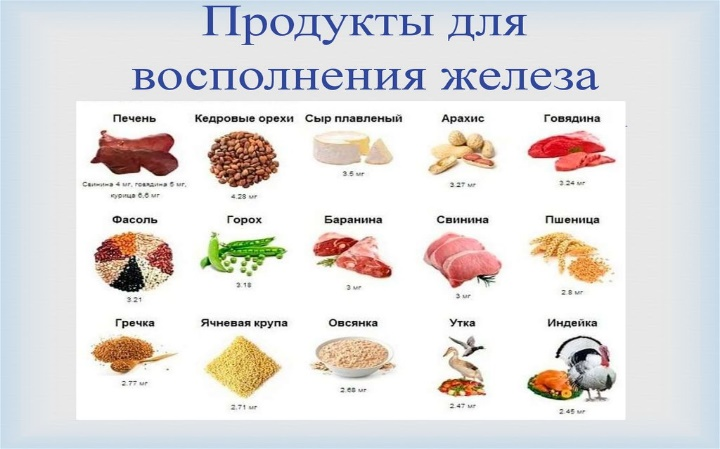 Продукты для
восполнения железа
Печень
Кедровые орехи
Сыр плавленый
Арахис
Говядина
Свинина 4 мг, говядина 5 мг,
курица 6,6 мг
4.28 мг
3.5 мг
3.27 мг
3.24 мг
Фасоль
Горох
Баранина
Свинина
Пшеница
3.21
3.18
3 мг
3 мг
2.8 мг
Гречка
Ячневая крупа
Овсянка
Утка
Индейка
2.77 мг
2.71 мг
2.68 мг
2.47 мг
2.45 мг